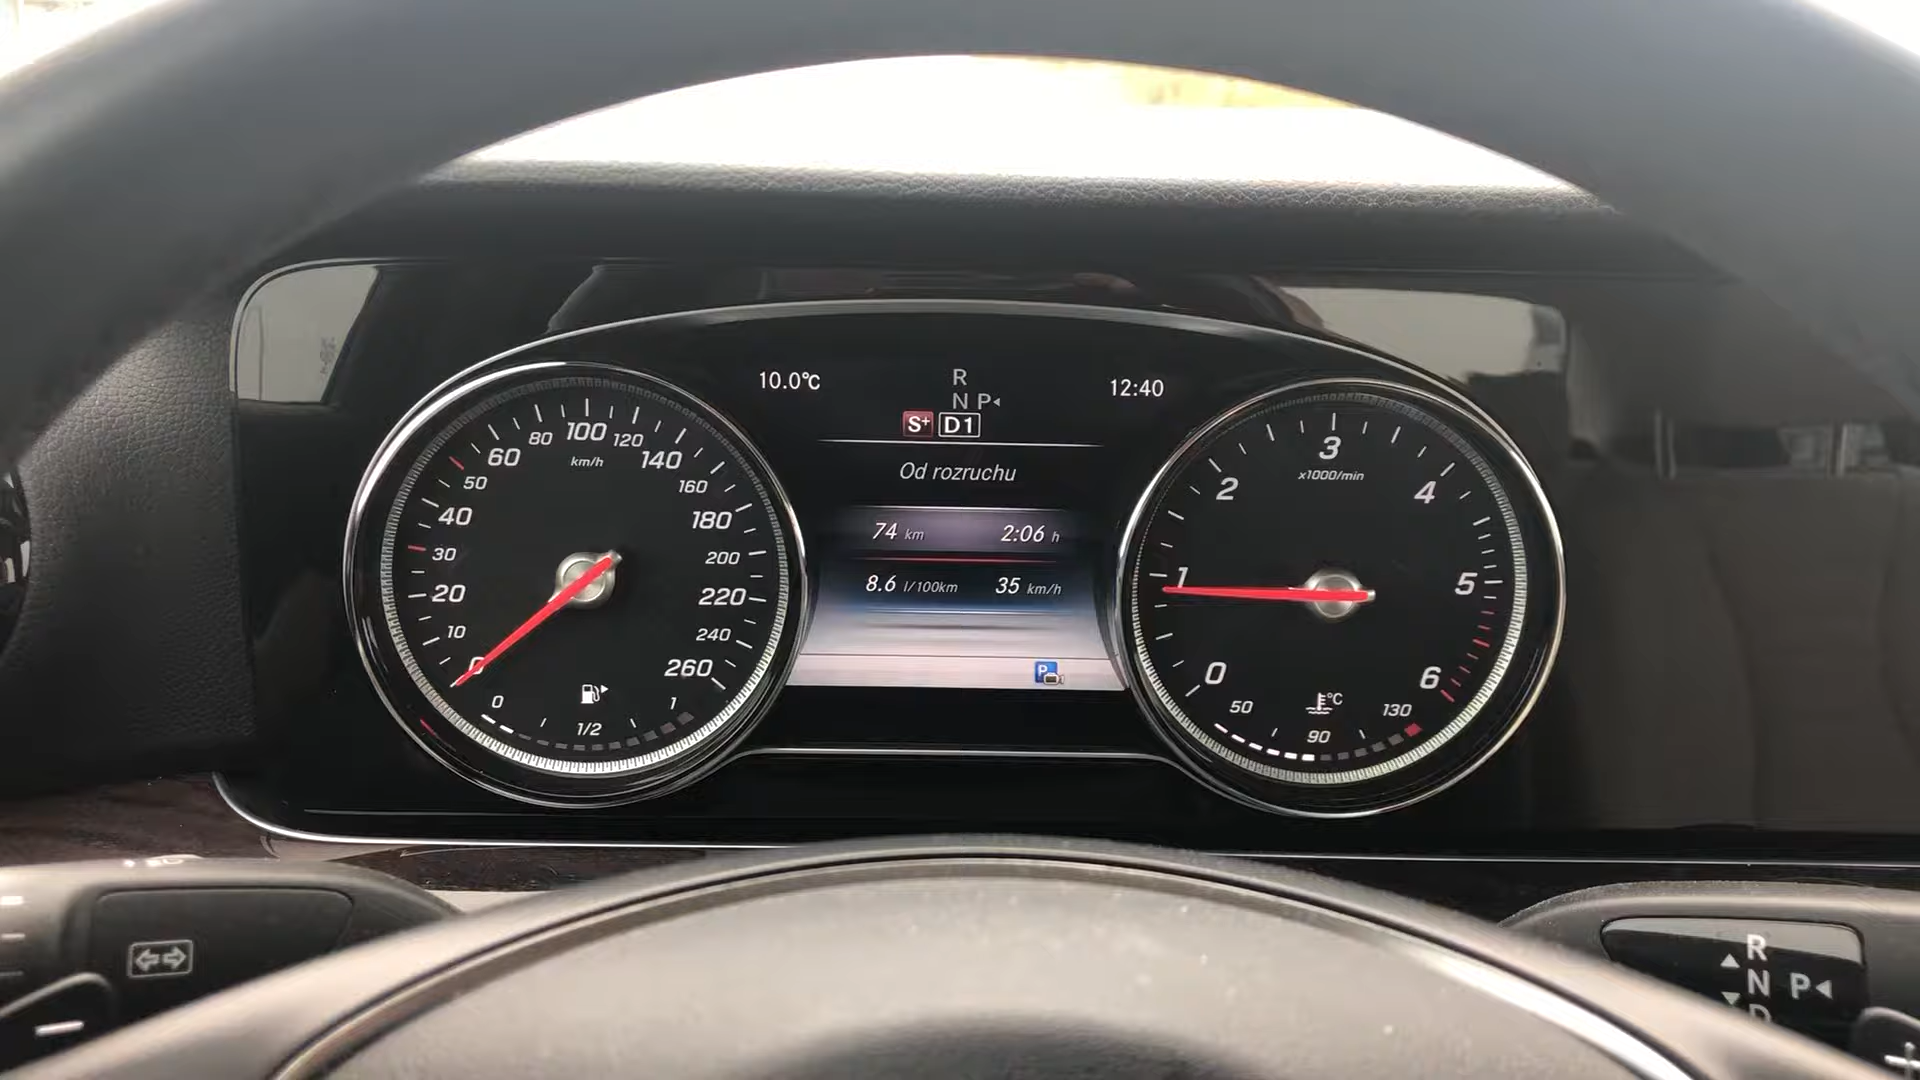 10.0°C
R
N P◂
12:40
S+ D1
Od rozruchu
74 km 2:06 h
8.6 l/100km 35 km/h
0
10
20
30
40
50
60
80
100
120
140
160
180
200
220
240
260
km/h
0
1/2
1
0
1
2
3
4
5
6
x1000/min
50
90
130
°C
P
R
N P◂
D